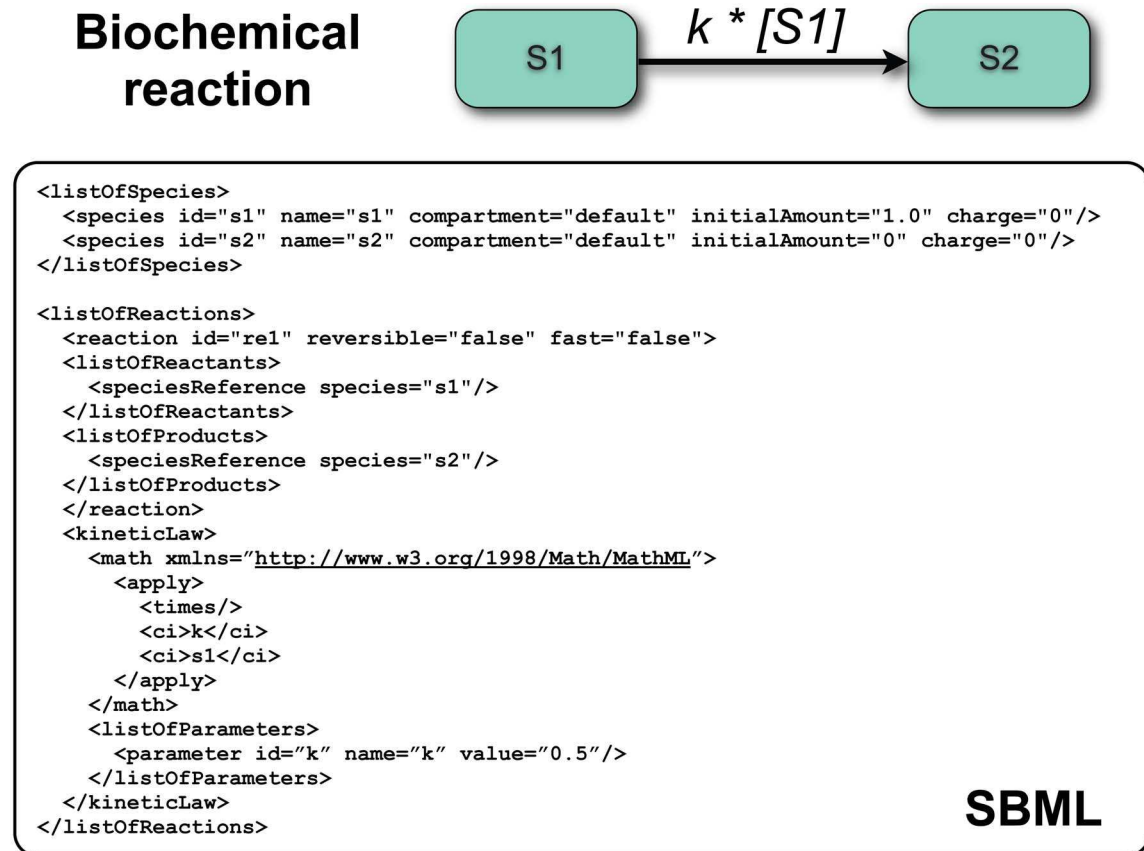 Biochemical
reaction
S1
k * [S1]
S2
<listOfSpecies>
  <species id="s1" name="s1" compartment="default" initialAmount="1.0" charge="0"/>
  <species id="s2" name="s2" compartment="default" initialAmount="0" charge="0"/>
</listOfSpecies>

<listOfReactions>
  <reaction id="re1" reversible="false" fast="false">
  <listOfReactants>
    <speciesReference species="s1"/>
  </listOfReactants>
  <listOfProducts>
    <speciesReference species="s2"/>
  </listOfProducts>
  </reaction>
  <kineticLaw>
    <math xmlns=”http://www.w3.org/1998/Math/MathML”>
      <apply>
        <times/>
        <ci>k</ci>
        <ci>s1</ci>
      </apply>
    </math>
    <listOfParameters>
      <parameter id=”k” name=”k” value=”0.5”/>
    </listOfParameters>
  </kineticLaw>
</listOfReactions>
SBML